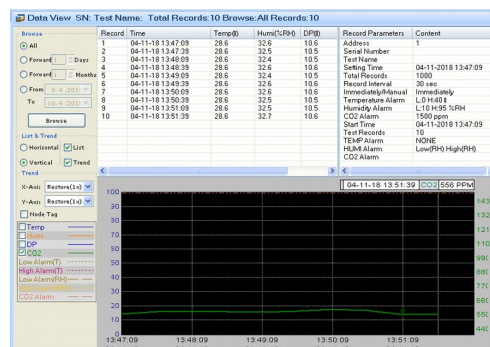 Data View SN: Test Name: Total Records:10 Browse:All Records:10
Browse
All
Forward 1 Days
Forward 1 Months
From 9. 4 .201
To 10. 4 .201
Browse
List & Trend
Horizontal List
Vertical Trend
Trend
X-Axis Restore(1x)
Y-Axis Restore(1x)
Node Tag
Temp
Humi
DP
CO2
Low Alarm(T)
High Alarm(T)
Low Alarm(RH)
CO2 Alarm
Record Time Temp(t) Humi(%RH) DP(t)
1 04-11-18 13:47:09 28.6 32.6 10.6
2 04-11-18 13:47:39 28.6 32.5 10.5
3 04-11-18 13:48:09 28.6 32.4 10.5
4 04-11-18 13:48:39 28.6 32.6 10.6
5 04-11-18 13:49:09 28.6 32.4 10.5
6 04-11-18 13:49:39 28.6 32.6 10.6
7 04-11-18 13:50:09 28.6 32.6 10.6
8 04-11-18 13:50:39 28.6 32.5 10.5
9 04-11-18 13:51:09 28.6 32.5 10.5
10 04-11-18 13:51:39 28.6 32.7 10.6
Record Parameters Content
Address 1
Serial Number
Test Name
Setting Time 04-11-2018 13:47:09
Total Records 1000
Record Interval 30 sec
Immediately/Manual Immediately
Temperature Alarm L:0 H:40
Humidity Alarm L:10 H:95 %RH
CO2 Alarm 1500 ppm
Start Time 04-11-2018 13:47:09
Test Records 10
TEMP Alarm NONE
HUMI Alarm Low(RH) High(RH)
CO2 Alarm
04-11-18 13:51:39 CO2 556 PPM
100
90
80
70
60
50
40
30
20
10
0
143
132
121
110
990
880
770
660
550
440
13:47:09 13:48:09 13:49:09 13:50:09 13:51:09